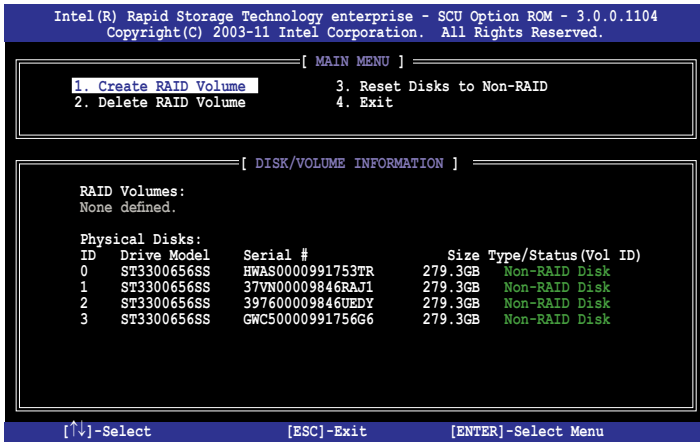 Intel(R) Rapid Storage Technology enterprise - SCU Option ROM - 3.0.0.1104
Copyright(C) 2003-11 Intel Corporation. All Rights Reserved.
[ MAIN MENU ]
1. Create RAID Volume 3. Reset Disks to Non-RAID
2. Delete RAID Volume 4. Exit
[ DISK/VOLUME INFORMATION ]
RAID Volumes:
None defined.
Physical Disks:
ID Drive Model Serial # Size Type/Status(Vol ID)
0 ST3300656SS HWAS0000991753TR 279.3GB Non-RAID Disk
1 ST3300656SS 37VN00009846RAJ1 279.3GB Non-RAID Disk
2 ST3300656SS 397600009846UEDY 279.3GB Non-RAID Disk
3 ST3300656SS GWC50000991756G6 279.3GB Non-RAID Disk
[↑↓]-Select [ESC]-Exit [ENTER]-Select Menu